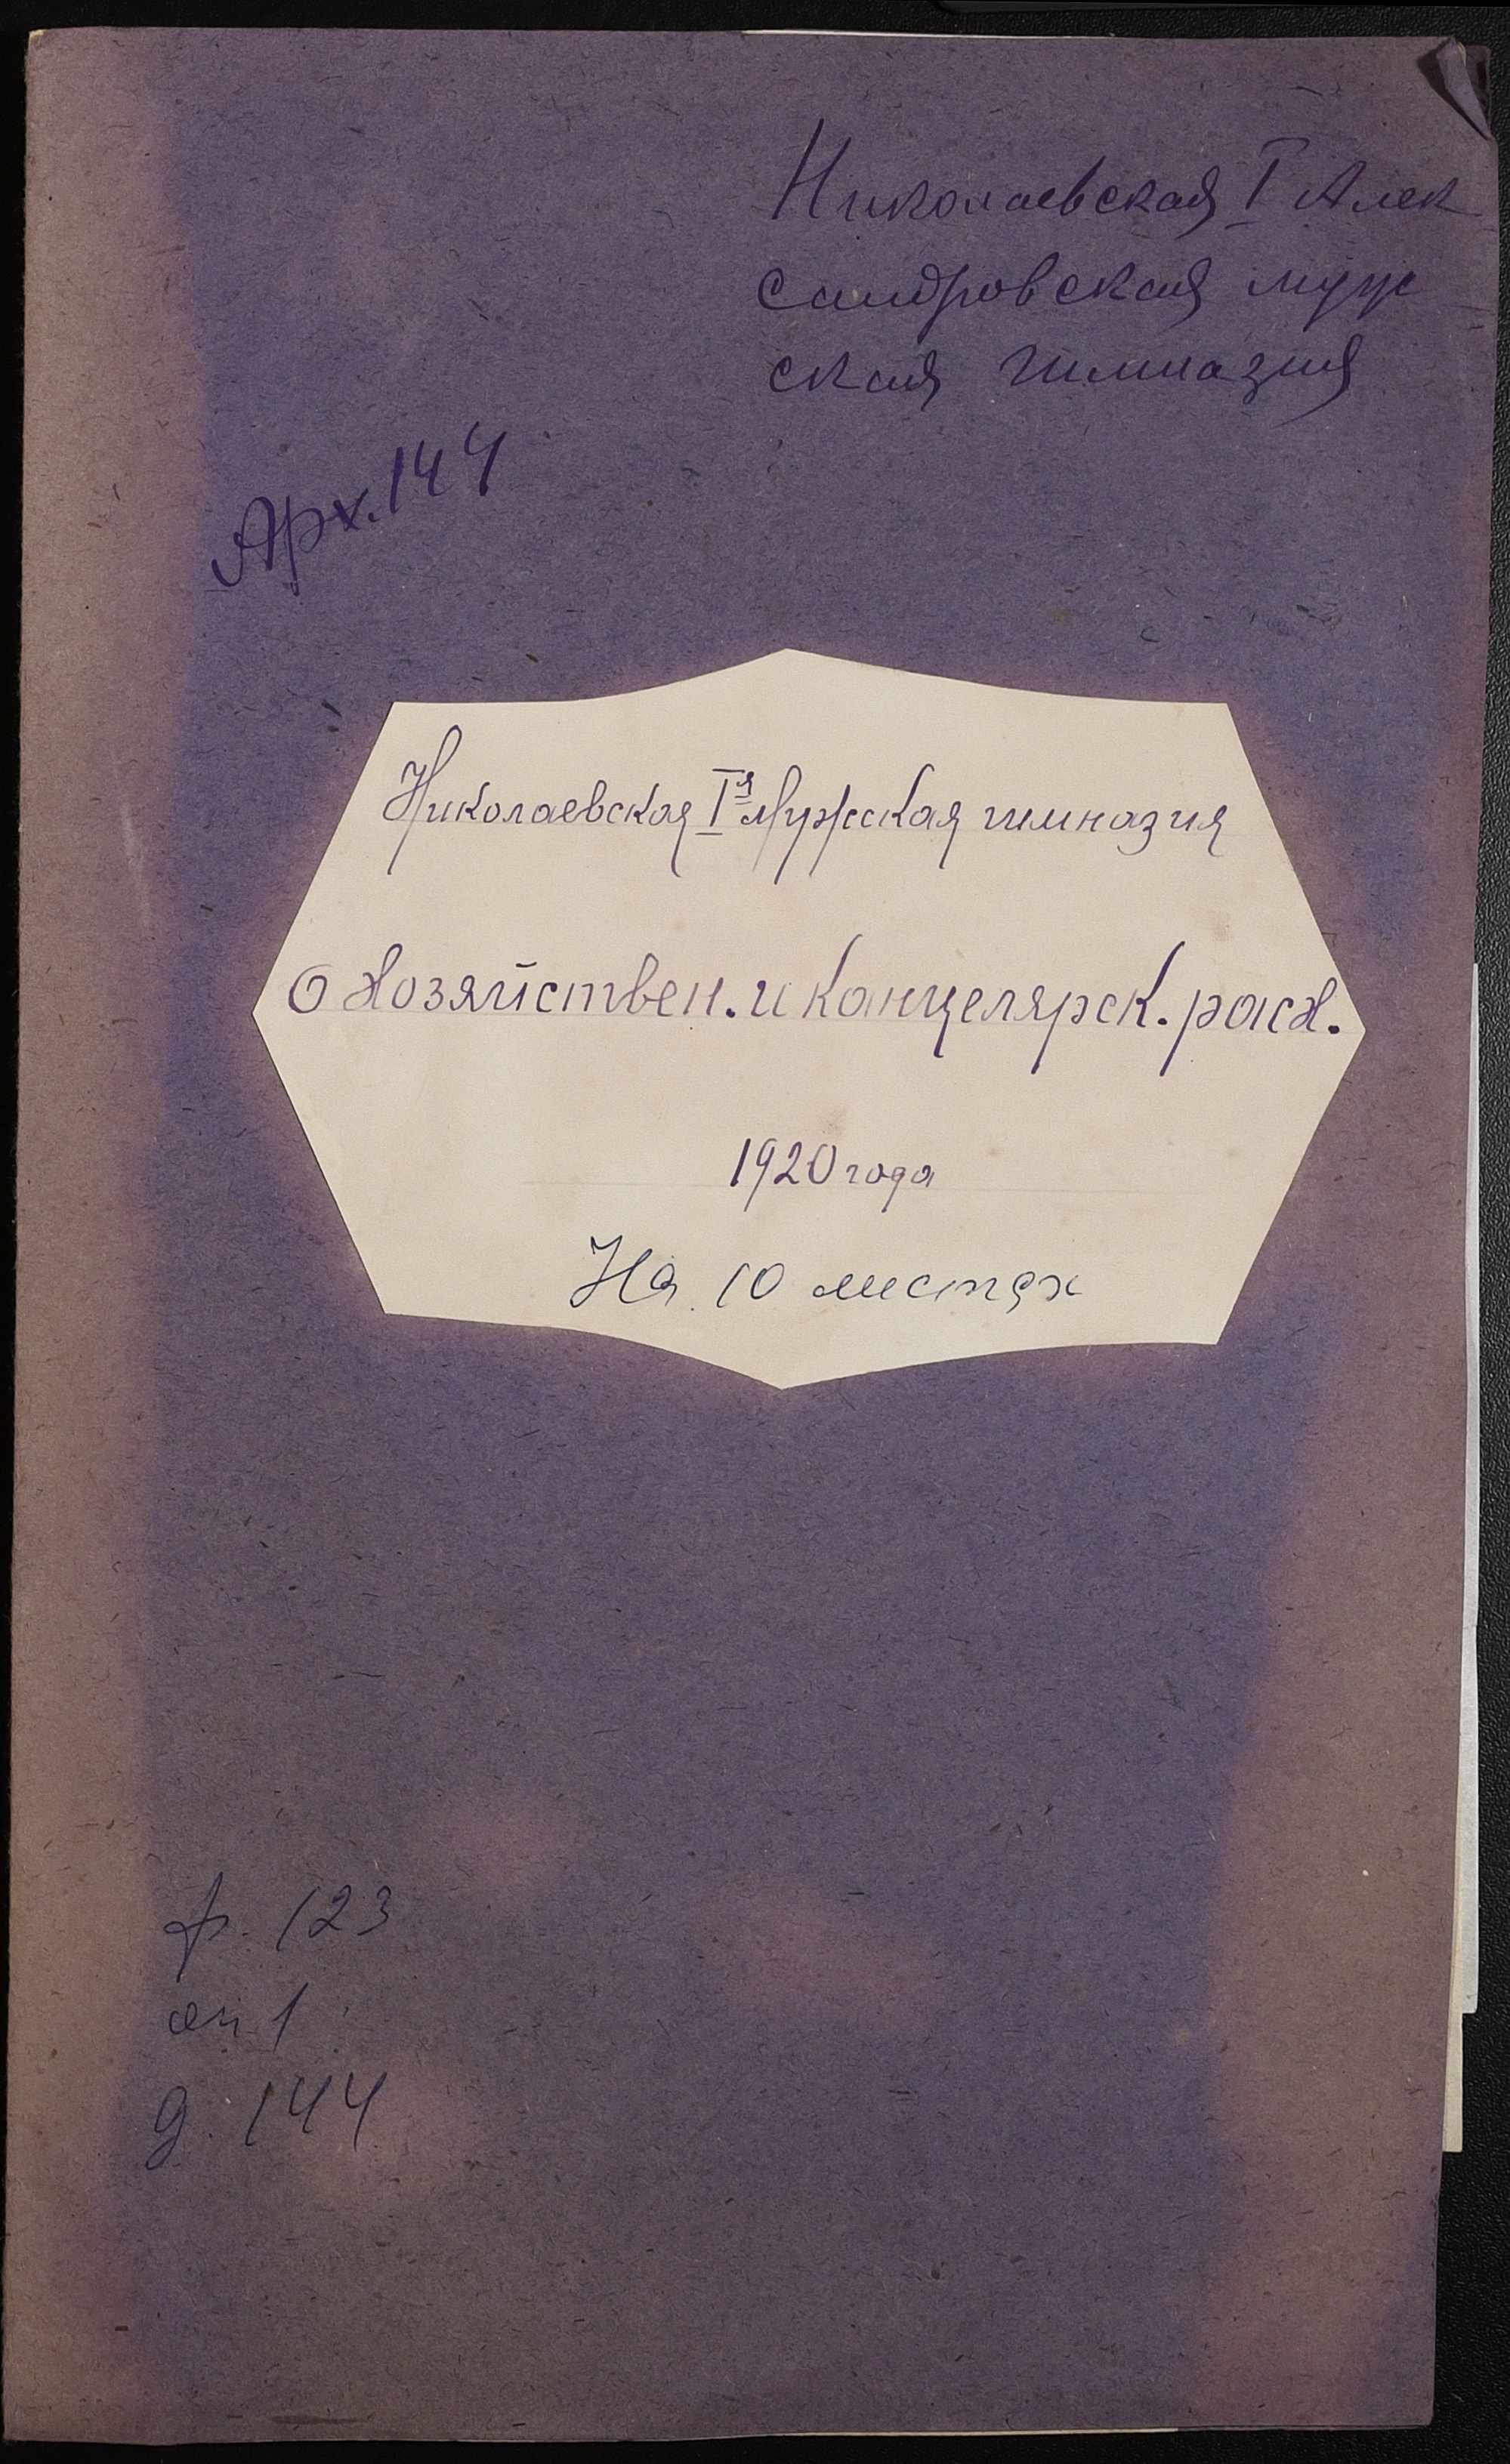 Николаевская I Алек
сандровская муж
ская гимназия
Арх. 144
Николаевская Iя Мужская гимназия
О хозяйствен. и канцелярск. расх.
1920 года
На 10 листах
ф. 123
оп 1
д. 144